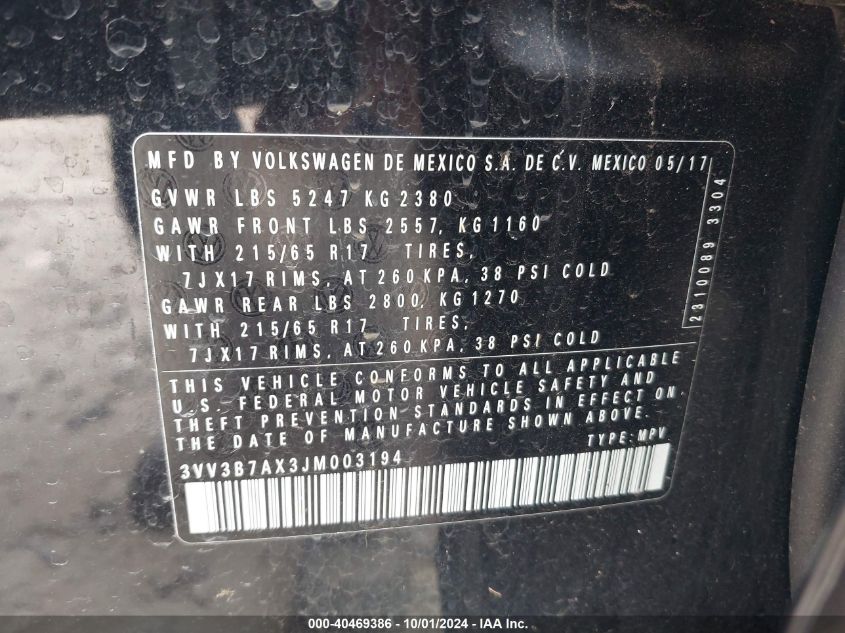 MFD BY VOLKSWAGEN DE MEXICO S.A. DE C.V. MEXICO 05/17
GVWR LBS 5247 KG 2380
GAWR FRONT LBS 2557, KG 1160
WITH 215/65 R17 TIRES,
7JX17 RIMS, AT 260 KPA, 38 PSI COLD
GAWR REAR LBS 2800, KG 1270
WITH 215/65 R17 TIRES,
7JX17 RIMS, AT 260 KPA, 38 PSI COLD
THIS VEHICLE CONFORMS TO ALL APPLICABLE
U.S. FEDERAL MOTOR VEHICLE SAFETY AND
THEFT PREVENTION STANDARDS IN EFFECT ON
THE DATE OF MANUFACTURE SHOWN ABOVE.
TYPE: MPV
3VV3B7AX3JM003194
2310089 3304
000-40469386 - 10/01/2024 - IAA Inc.